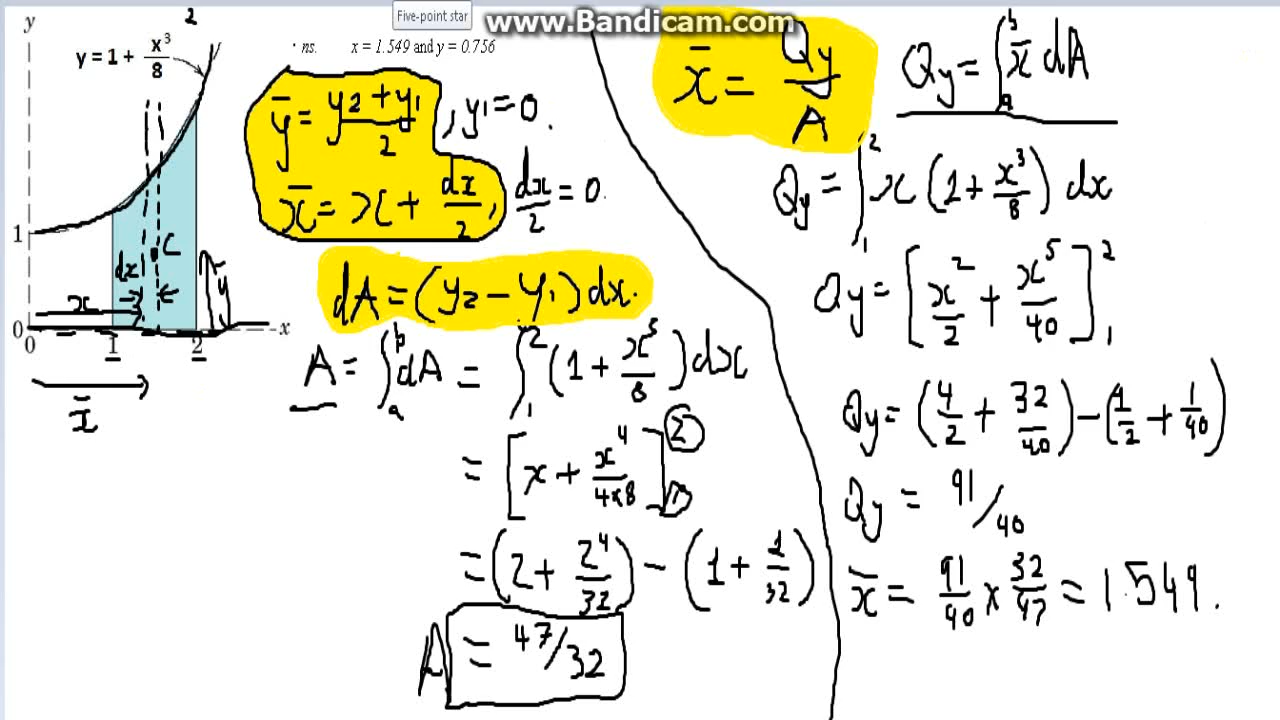 Five-point star
www.Bandicam.com
y
2
y = 1 + x³/8
ns. x = 1.549 and y = 0.756
1
0
dx
C
x
ȳ
x
0 1 2
x̄
ȳ = (y2 + y1)/2 , y1 = 0.
x̄ = x + dx/2, dx/2 = 0.
dA = (y2 − y1) dx.
A = ∫ₐᵇ dA = ∫₁² (1 + x³/8) dx
= [x + x⁴/4×8]₁²
= (2 + 2⁴/32) − (1 + 1/32)
A = 47/32
x̄ = Qy/A
Qy = ∫ₐᵇ x̄ dA
Qy = ∫₁² x (1 + x³/8) dx
Qy = [x²/2 + x⁵/40]₁²
Qy = (4/2 + 32/40) − (1/2 + 1/40)
Qy = 91/40
x̄ = 91/40 × 32/47 = 1.549.